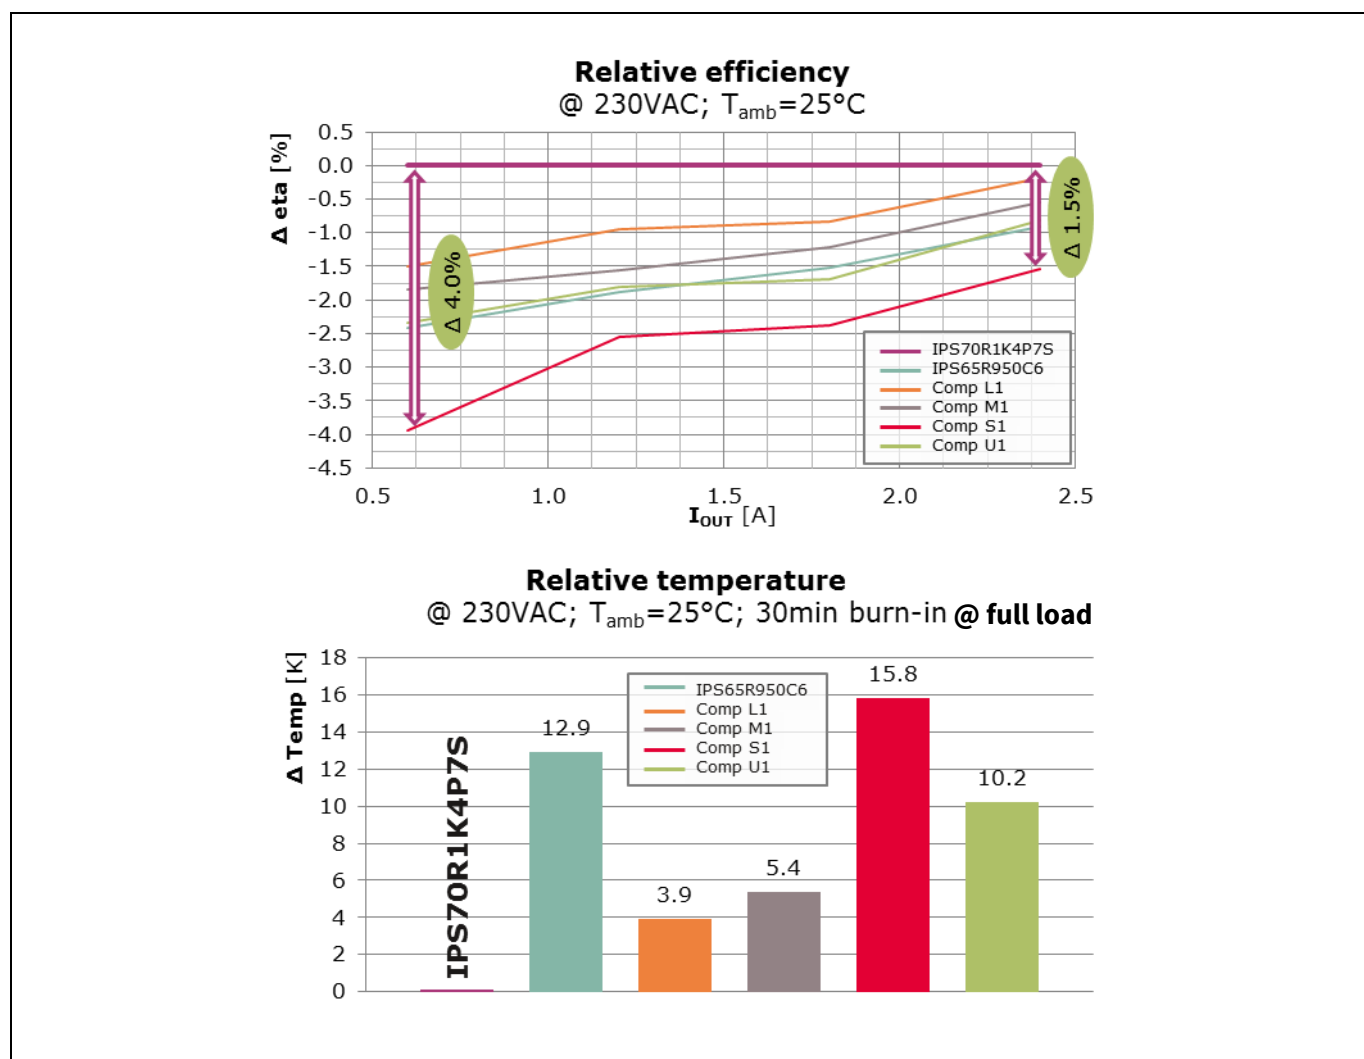 Relative efficiency
@ 230VAC; Tamb=25°C
Δ eta [%]
0.5
0.0
-0.5
-1.0
-1.5
-2.0
-2.5
-3.0
-3.5
-4.0
-4.5
Δ 4.0%
Δ 1.5%
IPS70R1K4P7S
IPS65R950C6
Comp L1
Comp M1
Comp S1
Comp U1
0.5 1.0 1.5 2.0 2.5
IOUT [A]
Relative temperature
@ 230VAC; Tamb=25°C; 30min burn-in @ full load
Δ Temp [K]
18
16
14
12
10
8
6
4
2
0
IPS70R1K4P7S
12.9
3.9
5.4
15.8
10.2
IPS65R950C6
Comp L1
Comp M1
Comp S1
Comp U1